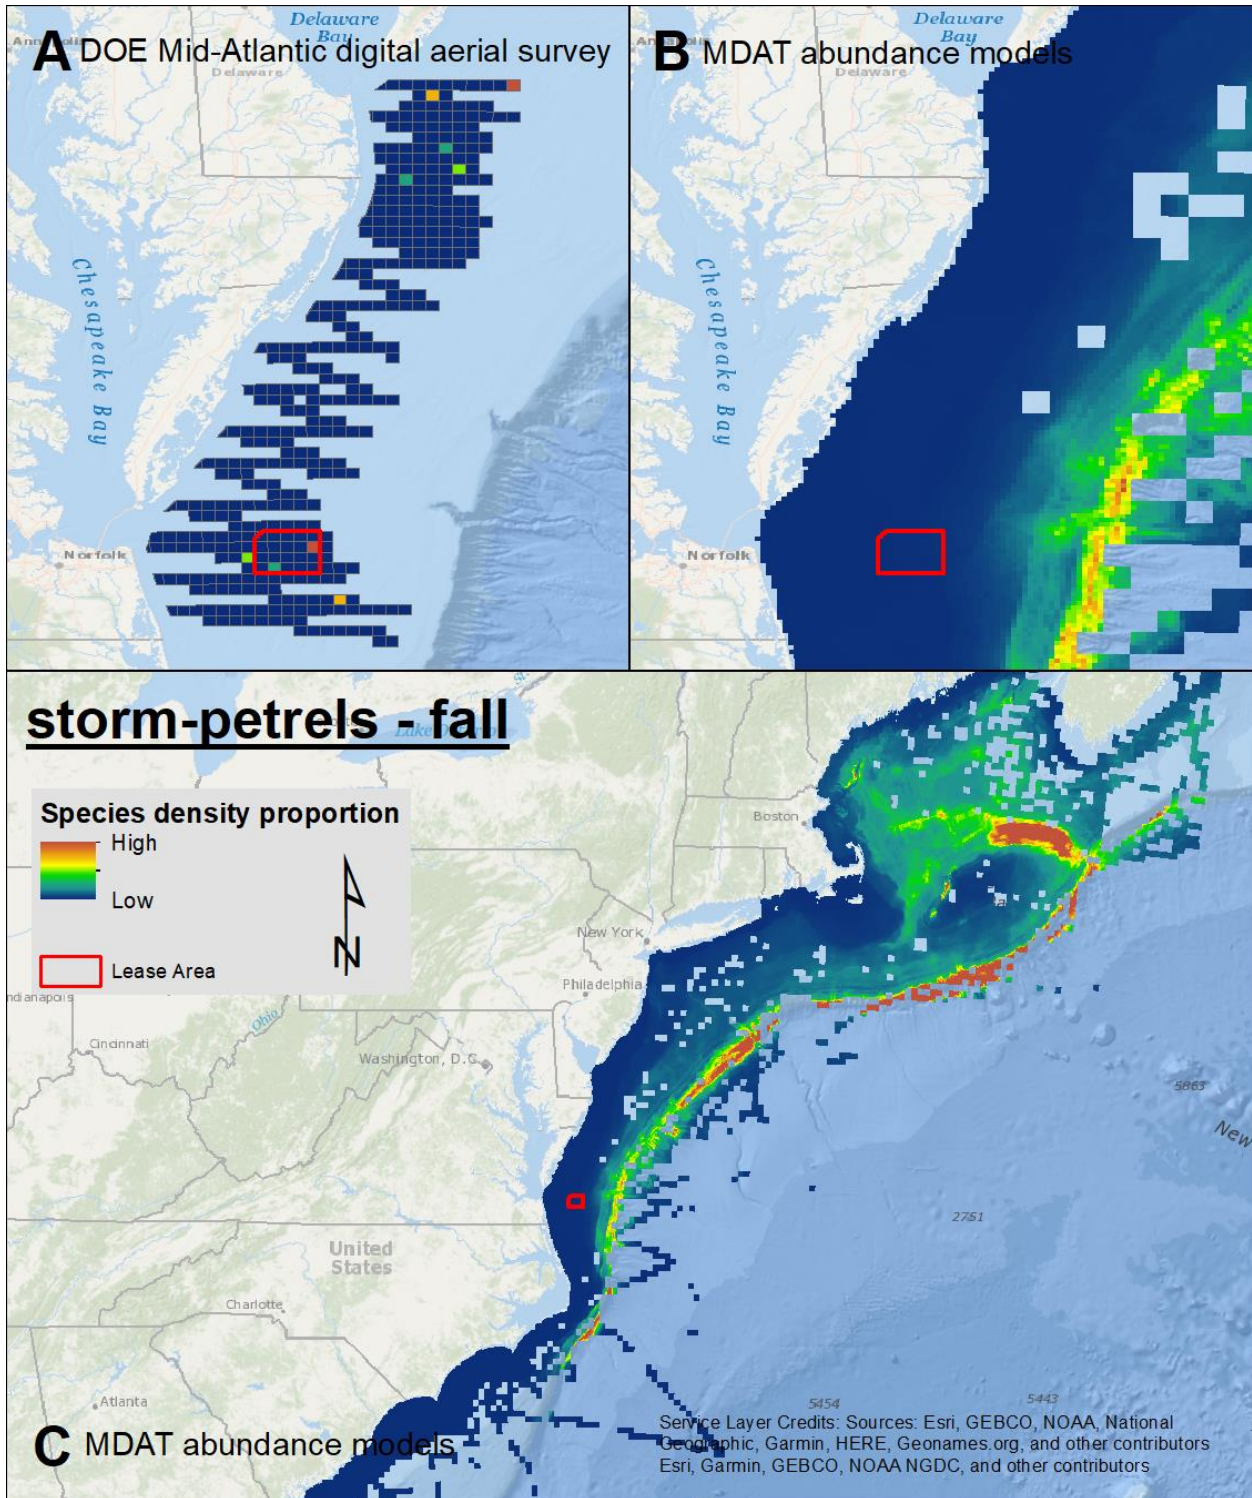 A DOE Mid-Atlantic digital aerial survey
Delaware
Bay
Delaware
Chesapeake Bay
Norfolk
B MDAT abundance models
Delaware
Bay
Delaware
Chesapeake Bay
Norfolk
storm-petrels - fall
Species density proportion
High
Low
Lease Area
N
Boston
New York
Philadelphia
Ohio
Cincinnati
Washington, D.C.
5863
New
2751
United
States
Charlotte
Atlanta
5454
5443
C MDAT abundance models
Service Layer Credits: Sources: Esri, GEBCO, NOAA, National
Geographic, Garmin, HERE, Geonames.org, and other contributors
Esri, Garmin, GEBCO, NOAA NGDC, and other contributors